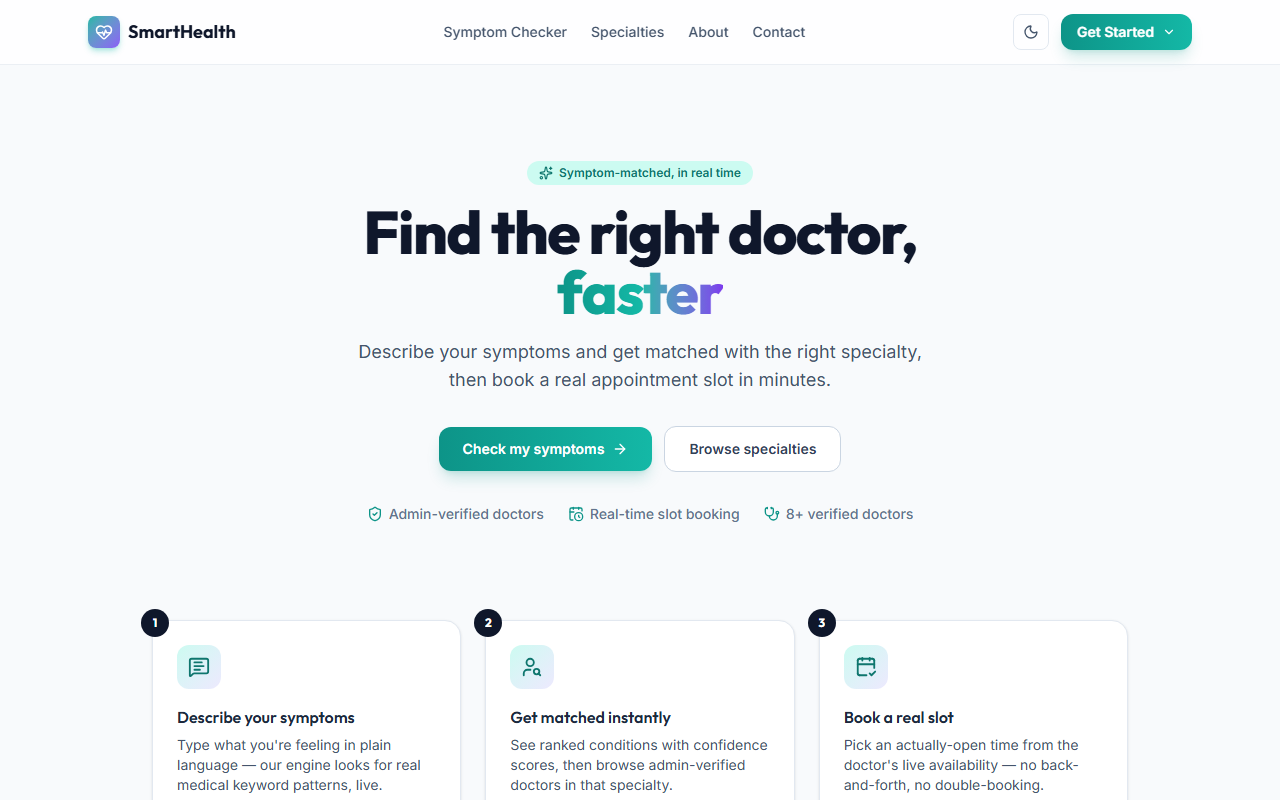 SmartHealth
Symptom Checker
Specialties
About
Contact
Get Started
Symptom-matched, in real time
Find the right doctor,
faster
Describe your symptoms and get matched with the right specialty,
then book a real appointment slot in minutes.
Check my symptoms
Browse specialties
Admin-verified doctors
Real-time slot booking
8+ verified doctors
1
Describe your symptoms
Type what you're feeling in plain
language — our engine looks for real
medical keyword patterns, live.
2
Get matched instantly
See ranked conditions with confidence
scores, then browse admin-verified
doctors in that specialty.
3
Book a real slot
Pick an actually-open time from the
doctor's live availability — no back-
and-forth, no double-booking.